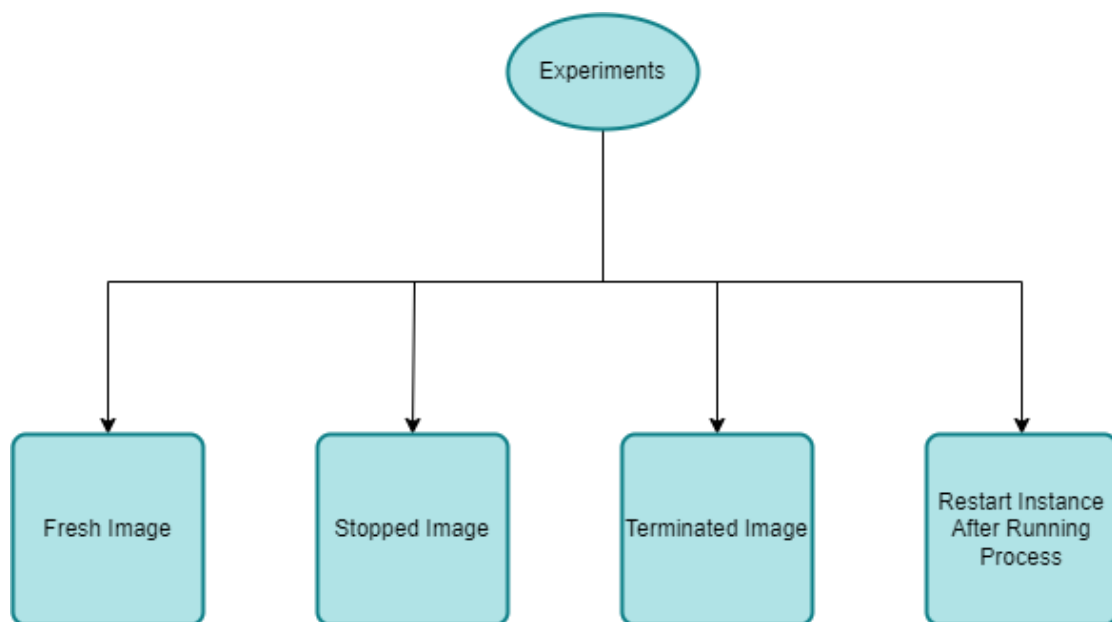 Experiments
Fresh Image
Stopped Image
Terminated Image
Restart Instance
After Running
Process